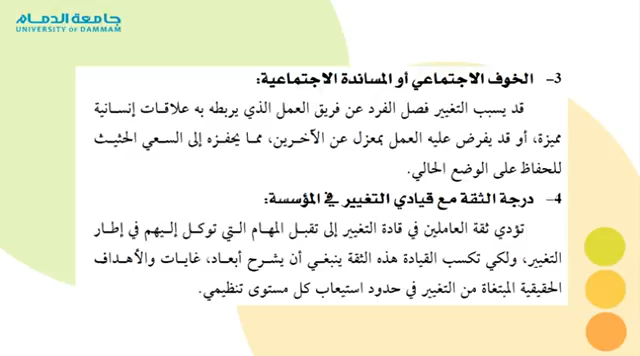 جامعة الدمام
UNIVERSITY OF DAMMAM
3- الخوف الاجتماعي أو المساندة الاجتماعية:
قد يسبب التغيير فصل الفرد عن فريق العمل الذي يربطه به علاقات إنسانية
مميزة، أو قد يفرض عليه العمل بمعزل عن الآخرين، مما يحفزه إلى السعي الحثيث
للحفاظ على الوضع الحالي.
4- درجة الثقة مع قيادي التغيير في المؤسسة:
تؤدي ثقة العاملين في قادة التغيير إلى تقبل المهام التي توكل إليهم في إطار
التغيير، ولكي تكسب القيادة هذه الثقة ينبغي أن يشرح أبعاد، غايات والأهداف
الحقيقية المبتغاة من التغيير في حدود استيعاب كل مستوى تنظيمي.